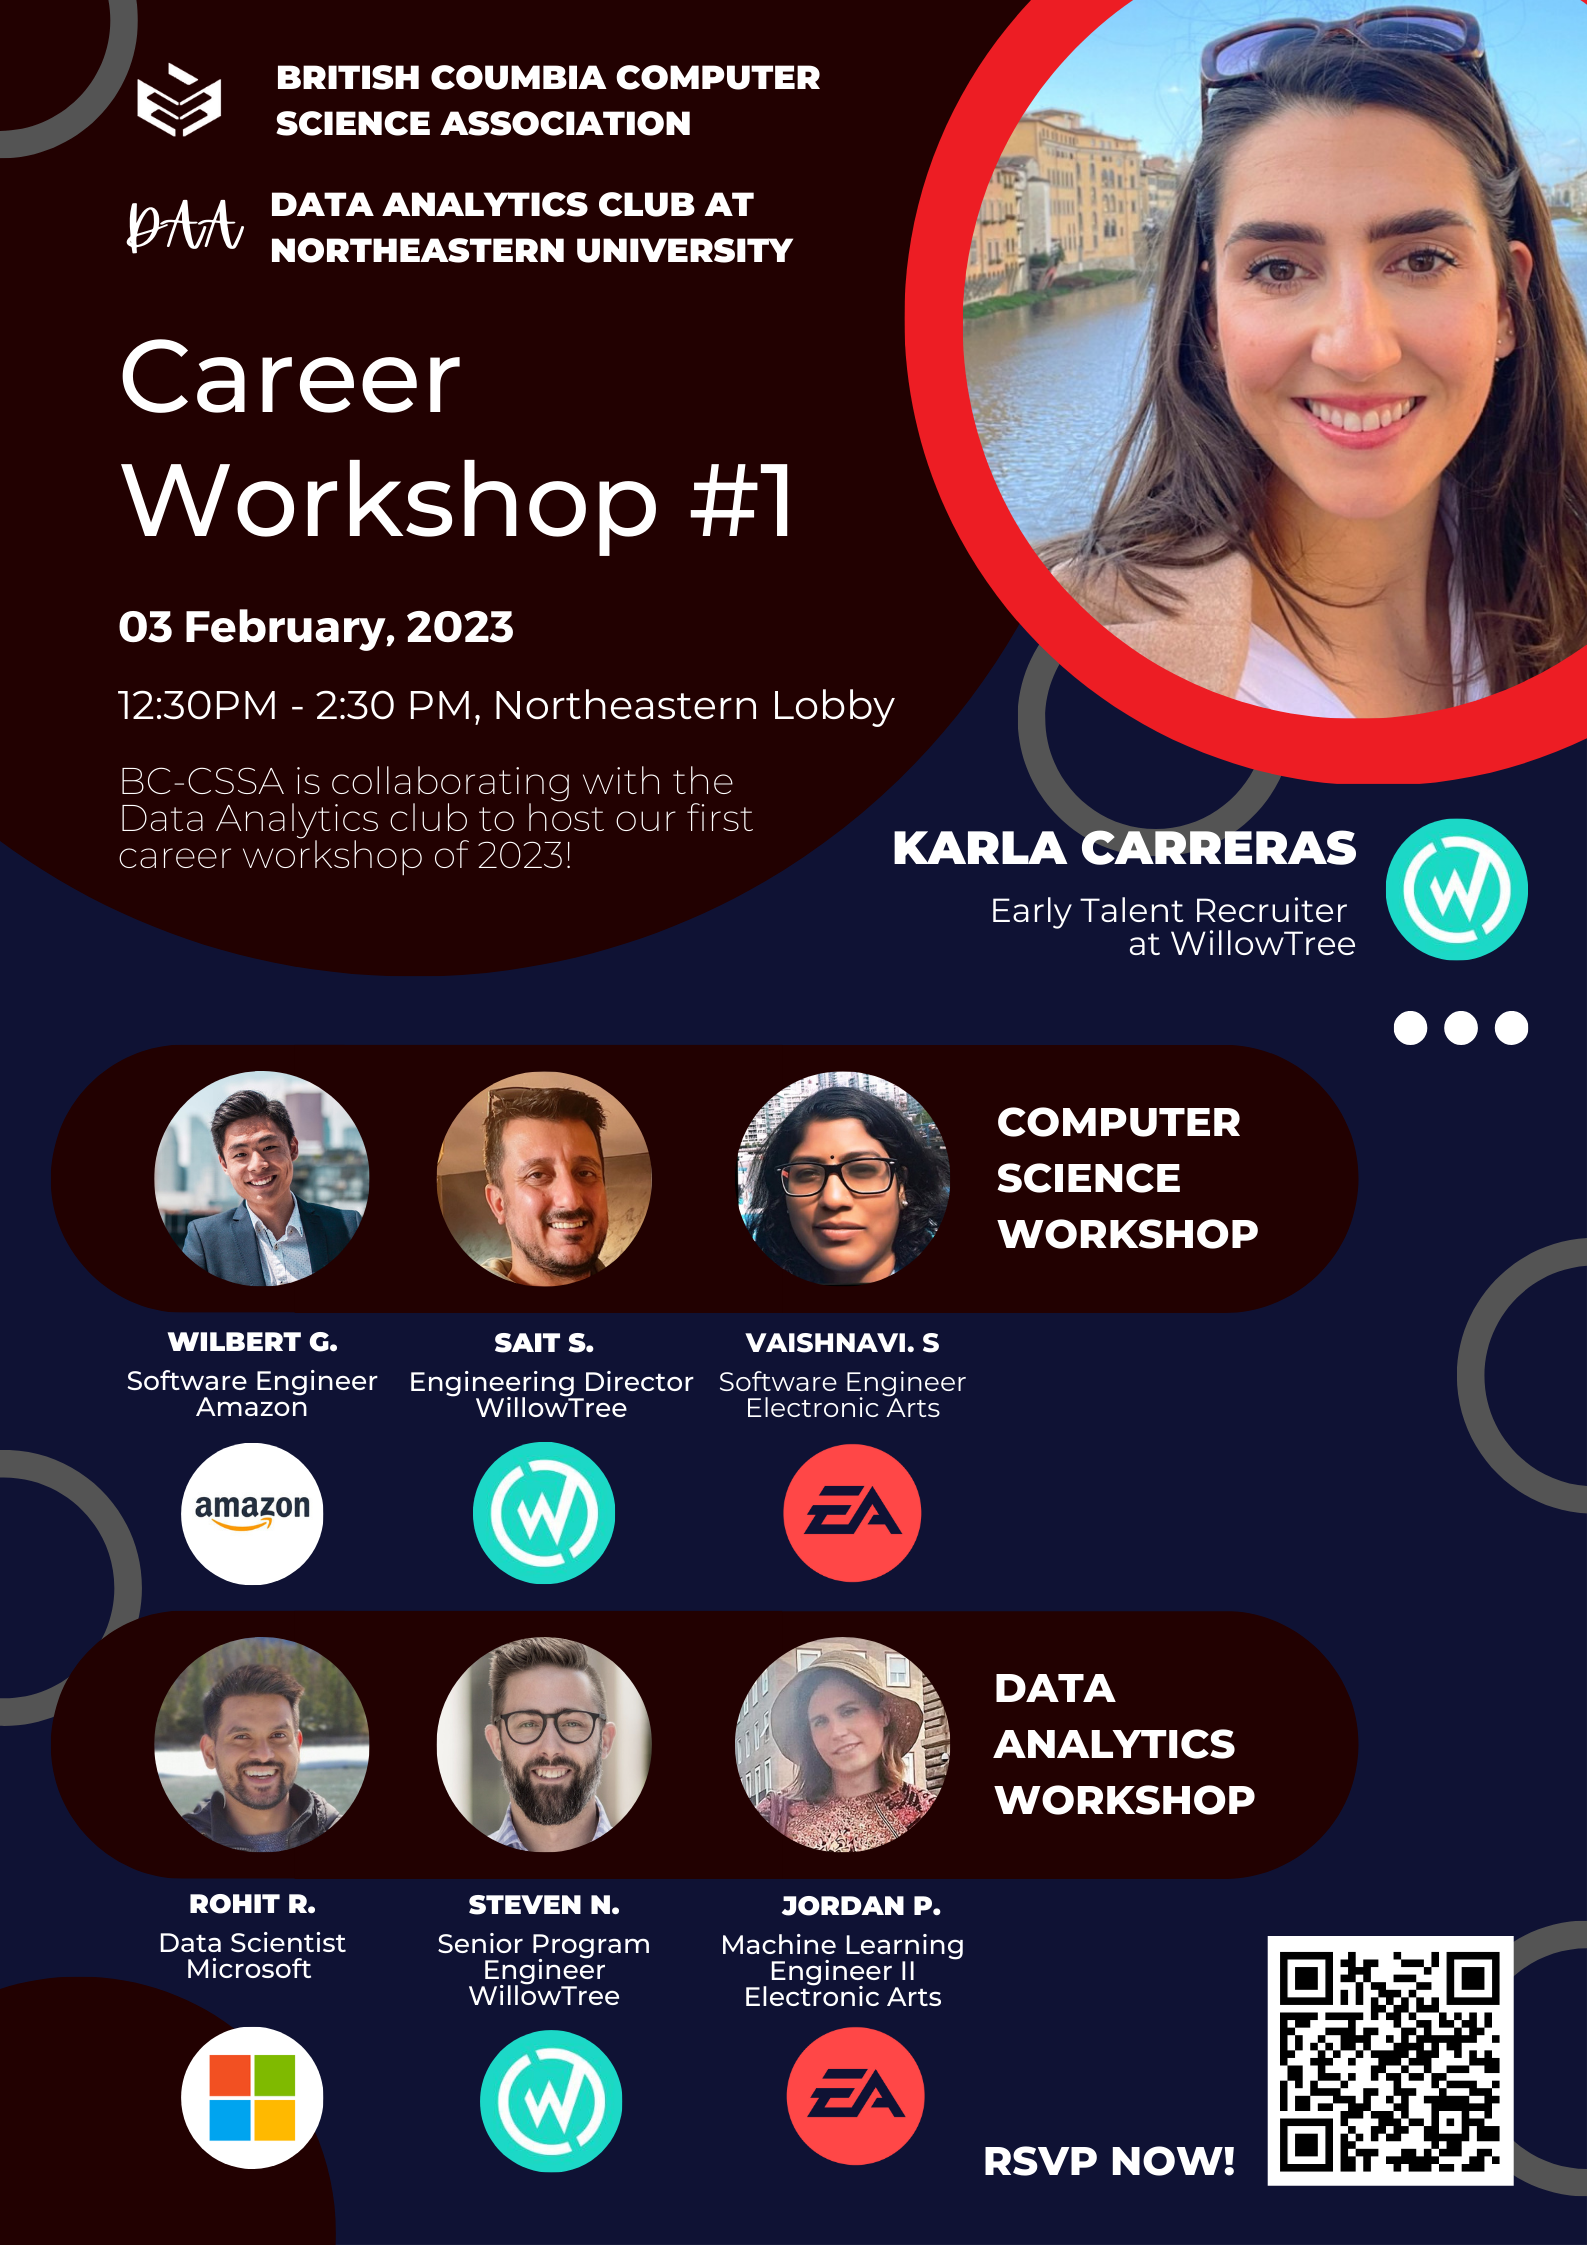 BRITISH COUMBIA COMPUTER
SCIENCE ASSOCIATION
DAA
DATA ANALYTICS CLUB AT
NORTHEASTERN UNIVERSITY
Career
Workshop #1
03 February, 2023
12:30PM - 2:30 PM, Northeastern Lobby
BC-CSSA is collaborating with the
Data Analytics club to host our first
career workshop of 2023!
KARLA CARRERAS
Early Talent Recruiter
at WillowTree
W
COMPUTER
SCIENCE
WORKSHOP
WILBERT G.
Software Engineer
Amazon
amazon
SAIT S.
Engineering Director
WillowTree
W
VAISHNAVI. S
Software Engineer
Electronic Arts
EA
DATA
ANALYTICS
WORKSHOP
ROHIT R.
Data Scientist
Microsoft
STEVEN N.
Senior Program
Engineer
WillowTree
W
JORDAN P.
Machine Learning
Engineer II
Electronic Arts
EA
RSVP NOW!